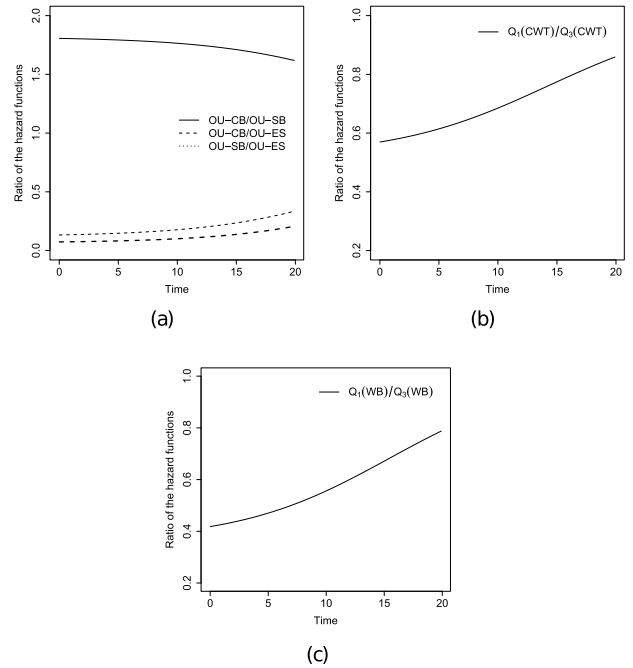 2.0
1.5
1.0
0.5
0.0
Ratio of the hazard functions
OU−CB/OU−SB
OU−CB/OU−ES
OU−SB/OU−ES
0 5 10 15 20
Time
(a)
1.0
0.8
0.6
0.4
0.2
Ratio of the hazard functions
Q₁(CWT)/Q₃(CWT)
0 5 10 15 20
Time
(b)
1.0
0.8
0.6
0.4
0.2
Ratio of the hazard functions
Q₁(WB)/Q₃(WB)
0 5 10 15 20
Time
(c)